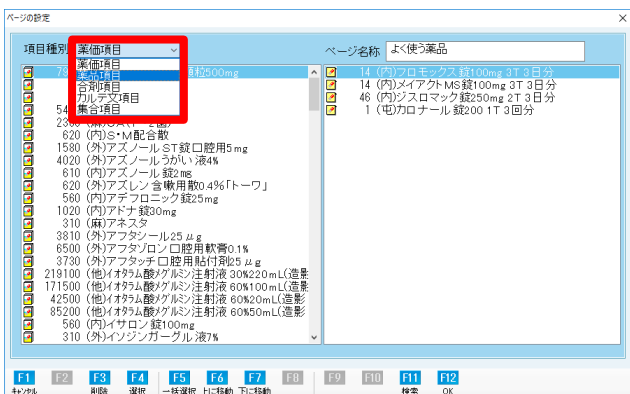 ページの設定
項目種別 薬価項目
ページ名称 よく使う薬品
薬価項目
薬品項目
合剤項目
カルテ文項目
集合項目
顆粒500mg
620 (内)S・M配合散
1580 (外)アズノールST錠口腔用5mg
4020 (外)アズノールうがい液4%
610 (内)アズノール錠2mg
620 (外)アズレン含嗽用散0.4%「トーワ」
560 (内)アデフロニック錠25mg
1020 (内)アドナ錠30mg
310 (麻)アネスタ
3810 (外)アフタシール25μg
6500 (外)アフタゾロン口腔用軟膏0.1%
3730 (外)アフタッチ口腔用貼付剤25μg
219100 (他)イオタラム酸メグルミン注射液 30%220mL(造影
171500 (他)イオタラム酸メグルミン注射液 60%100mL(造影
42500 (他)イオタラム酸メグルミン注射液 60%20mL(造影
85200 (他)イオタラム酸メグルミン注射液 60%50mL(造影
560 (内)イサロン錠100mg
310 (外)イソジンガーグル液7%
14 (内)フロモックス錠100mg 3T 3日分
14 (内)メイアクトMS錠100mg 3T 3日分
46 (内)ジスロマック錠250mg 2T 3日分
1 (屯)カロナール錠200 1T 3回分
F1 F2 F3 F4 F5 F6 F7 F8 F9 F10 F11 F12
キャンセル 削除 選択 一括選択 上に移動 下に移動 検索 OK